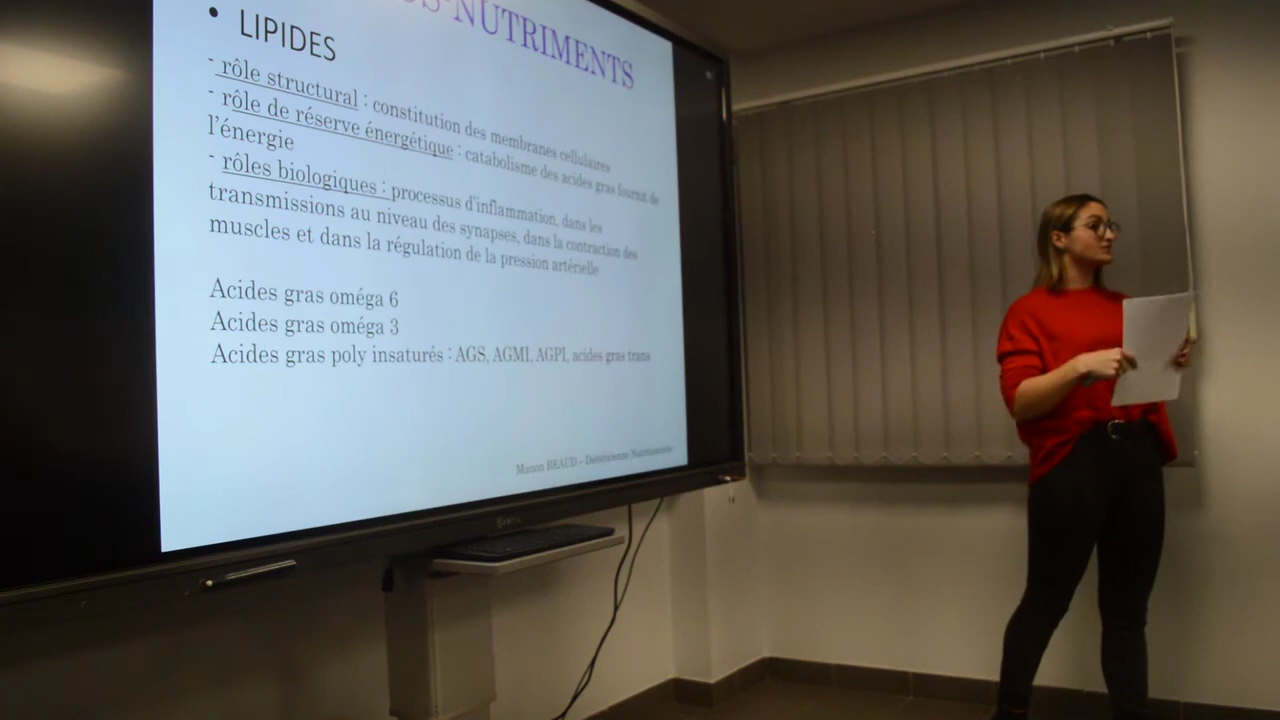 NUTRIMENTS
• LIPIDES
- rôle structural : constitution des membranes cellulaires
- rôle de réserve énergétique : catabolisme des acides gras fournit de
l'énergie
- rôles biologiques : processus d'inflammation, dans les
transmissions au niveau des synapses, dans la contraction des
muscles et dans la régulation de la pression artérielle
Acides gras oméga 6
Acides gras oméga 3
Acides gras poly insaturés : AGS, AGMI, AGPI, acides gras trans
Manon BEAUD – Diététicienne Nutritionniste